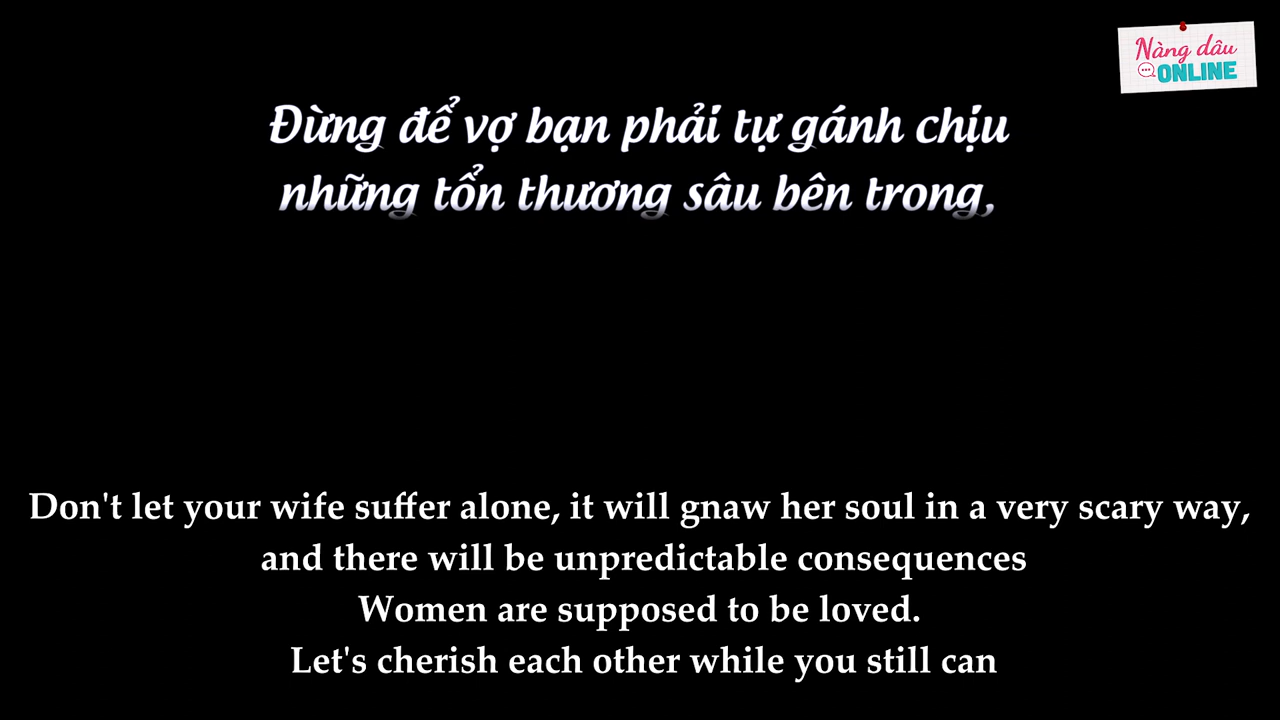 Nàng dâu
ONLINE
Đừng để vợ bạn phải tự gánh chịu
những tổn thương sâu bên trong,
Don't let your wife suffer alone, it will gnaw her soul in a very scary way,
and there will be unpredictable consequences
Women are supposed to be loved.
Let's cherish each other while you still can